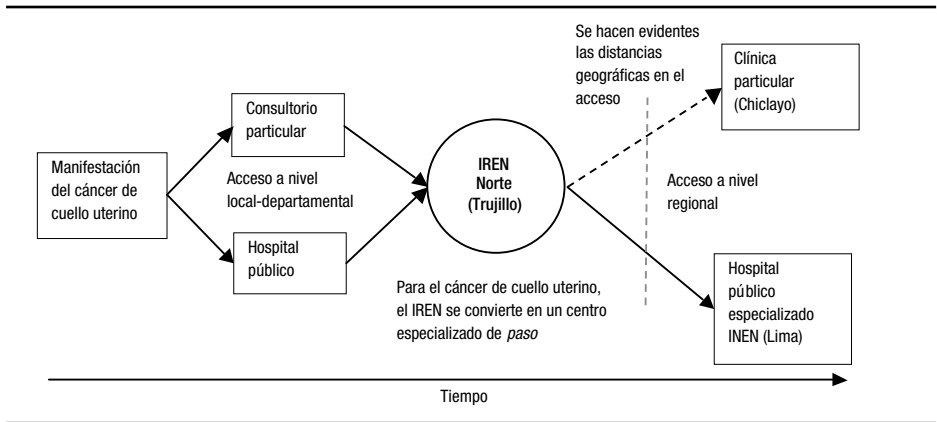 Manifestación
del cáncer de
cuello uterino
Consultorio
particular
Acceso a nivel
local-departamental
Hospital
público
IREN
Norte
(Trujillo)
Para el cáncer de cuello uterino,
el IREN se convierte en un centro
especializado de paso
Se hacen evidentes
las distancias
geográficas en el
acceso
Clínica
particular
(Chiclayo)
Acceso a nivel
regional
Hospital
público
especializado
INEN (Lima)
Tiempo